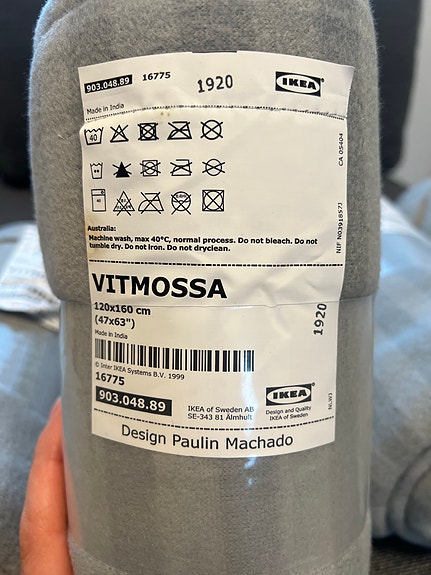 903.048.89 16775 1920 IKEA
Made in India
40
CA 05404
40
NIF N0391857J
Australia:
Machine wash, max 40°C, normal process. Do not bleach. Do not
tumble dry. Do not iron. Do not dryclean.
VITMOSSA
120x160 cm
(47x63")
Made in India
1920
© Inter IKEA Systems B.V. 1999
16775
903.048.89
IKEA of Sweden AB
SE-343 81 Älmhult
IKEA
Design and Quality
IKEA of Sweden
Design Paulin Machado